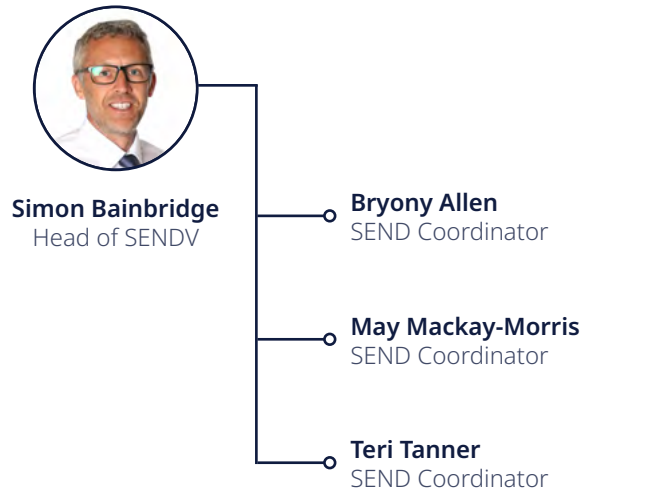 Simon Bainbridge
Head of SENDV
Bryony Allen
SEND Coordinator
May Mackay-Morris
SEND Coordinator
Teri Tanner
SEND Coordinator